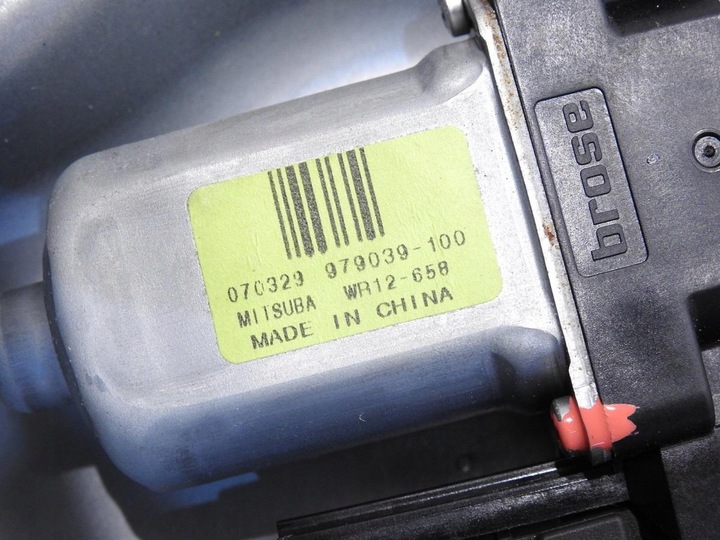 070329 979039-100
MITSUBA WR12-658
MADE IN CHINA
brose